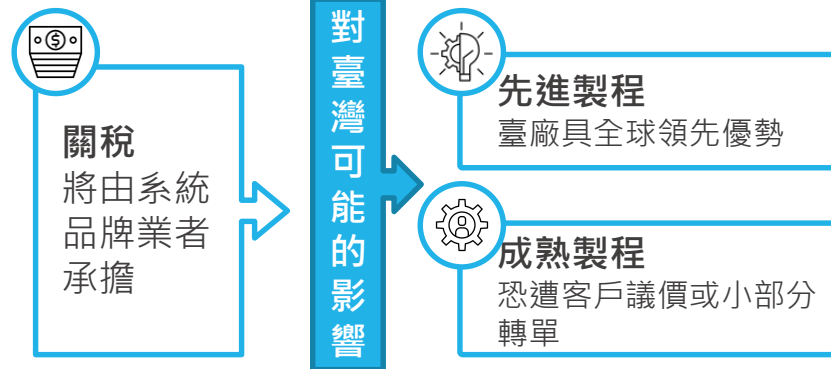 關稅
將由系統
品牌業者
承擔
對臺灣可能的影響
先進製程
臺廠具全球領先優勢
成熟製程
恐遭客戶議價或小部分
轉單